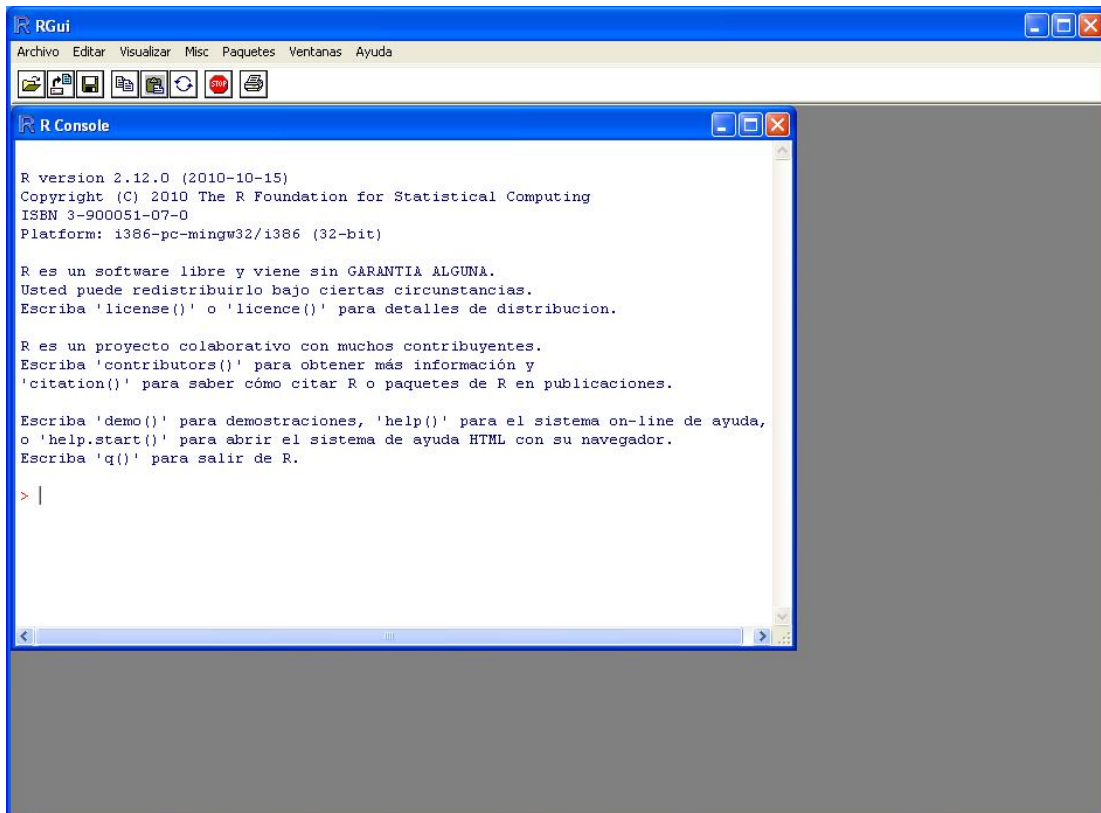 RGui
Archivo Editar Visualizar Misc Paquetes Ventanas Ayuda
STOP
R Console
R version 2.12.0 (2010-10-15)
Copyright (C) 2010 The R Foundation for Statistical Computing
ISBN 3-900051-07-0
Platform: i386-pc-mingw32/i386 (32-bit)
R es un software libre y viene sin GARANTIA ALGUNA.
Usted puede redistribuirlo bajo ciertas circunstancias.
Escriba 'license()' o 'licence()' para detalles de distribucion.
R es un proyecto colaborativo con muchos contribuyentes.
Escriba 'contributors()' para obtener más información y
'citation()' para saber cómo citar R o paquetes de R en publicaciones.
Escriba 'demo()' para demostraciones, 'help()' para el sistema on-line de ayuda,
o 'help.start()' para abrir el sistema de ayuda HTML con su navegador.
Escriba 'q()' para salir de R.
>